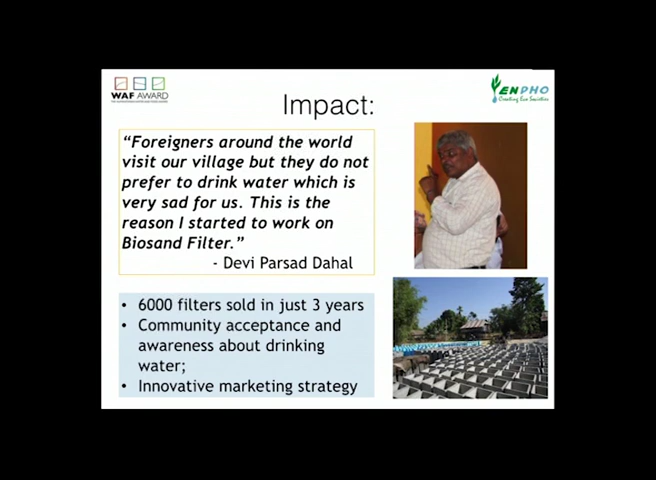 WAF AWARD
ENPHO
Creating Eco Societies
Impact:
“Foreigners around the world
visit our village but they do not
prefer to drink water which is
very sad for us. This is the
reason I started to work on
Biosand Filter.”
- Devi Parsad Dahal
• 6000 filters sold in just 3 years
• Community acceptance and
awareness about drinking
water;
• Innovative marketing strategy